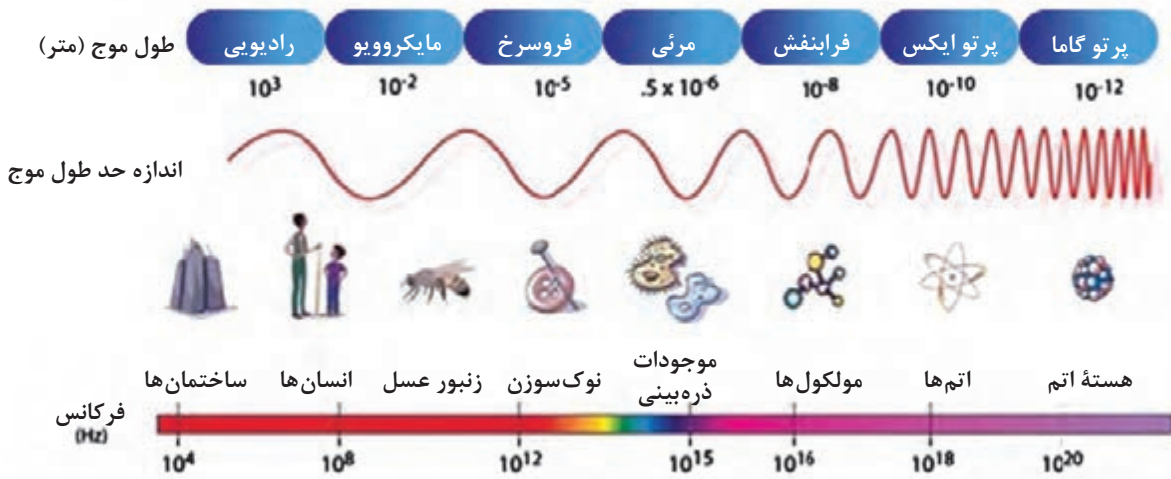 طول موج (متر) رادیویی مایکروویو فروسرخ مرئی فرابنفش پرتو ایکس پرتو گاما
10³ 10⁻² 10⁻⁵ .5 x 10⁻⁶ 10⁻⁸ 10⁻¹⁰ 10⁻¹²
اندازه حد طول موج
ساختمان‌ها انسان‌ها زنبور عسل نوک‌سوزن موجودات ذره‌بینی مولکول‌ها اتم‌ها هستهٔ اتم
فرکانس
(Hz)
10⁴ 10⁸ 10¹² 10¹⁵ 10¹⁶ 10¹⁸ 10²⁰